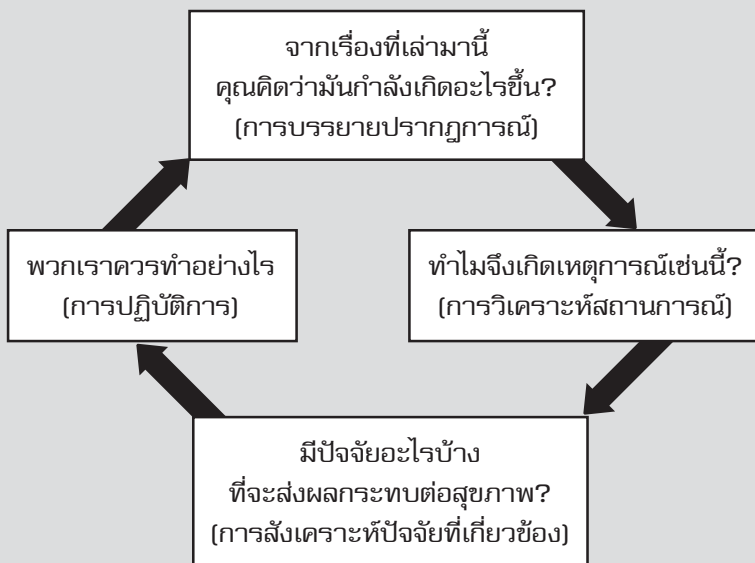 จากเรื่องที่เล่ามานี้
คุณคิดว่ามันกำลังเกิดอะไรขึ้น?
(การบรรยายปรากฏการณ์)
พวกเราควรทำอย่างไร
(การปฏิบัติการ)
ทำไมจึงเกิดเหตุการณ์เช่นนี้?
(การวิเคราะห์สถานการณ์)
มีปัจจัยอะไรบ้าง
ที่จะส่งผลกระทบต่อสุขภาพ?
(การสังเคราะห์ปัจจัยที่เกี่ยวข้อง)